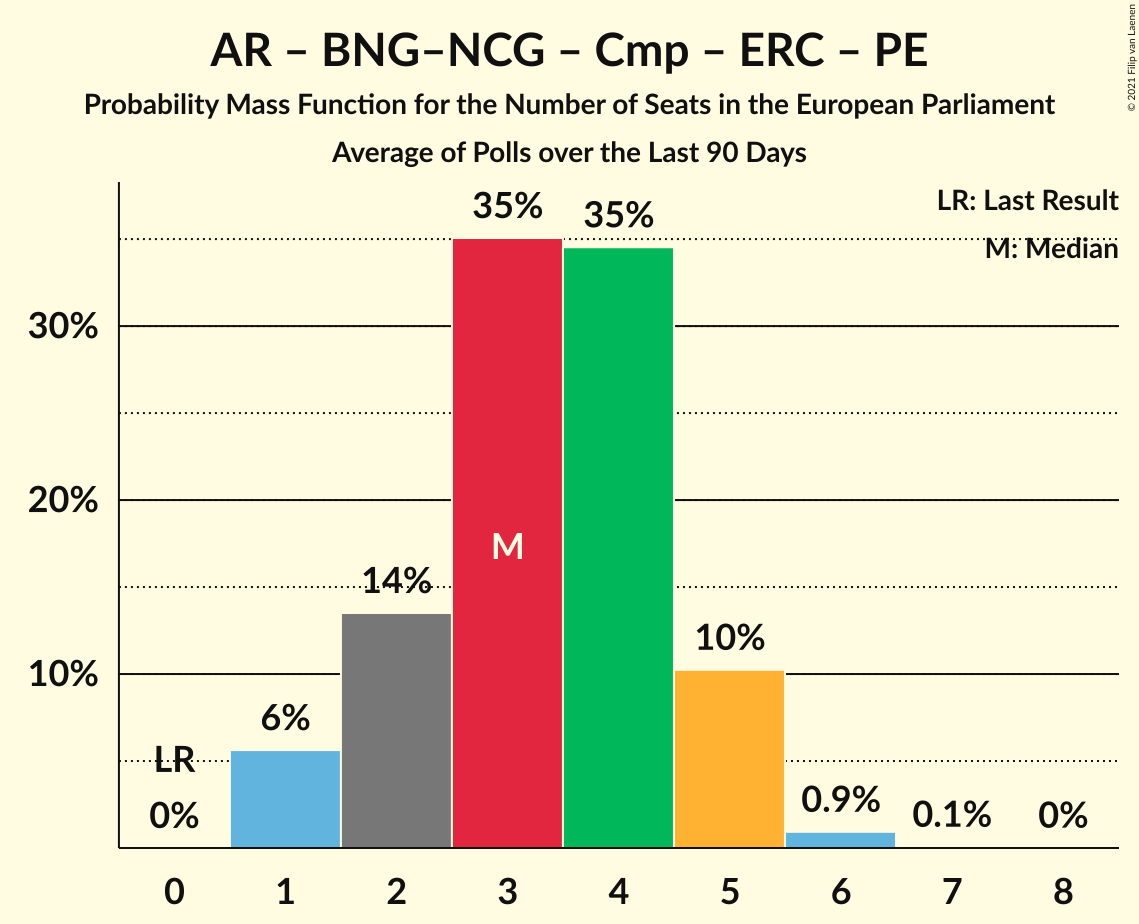 AR – BNG–NCG – Cmp – ERC – PE
Probability Mass Function for the Number of Seats in the European Parliament
Average of Polls over the Last 90 Days
© 2021 Filip van Laenen
LR: Last Result
M: Median
35%
35%
30%
20%
M
14%
10%
10%
6%
LR
0%
0.9%
0.1%
0%
0 1 2 3 4 5 6 7 8